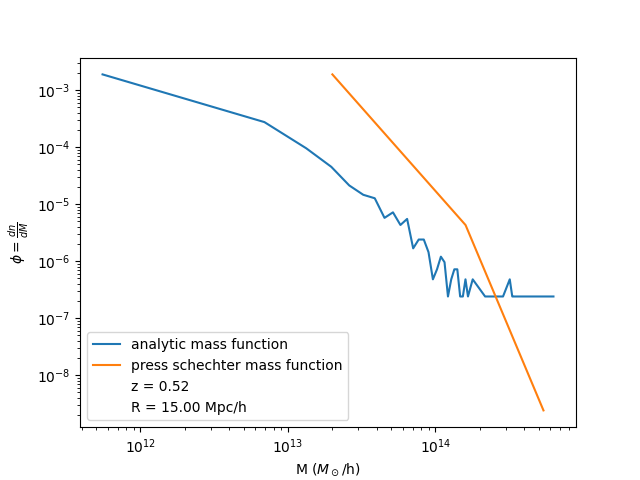 10⁻³
10⁻⁴
10⁻⁵
10⁻⁶
10⁻⁷
10⁻⁸
ϕ = dn/dM
analytic mass function
press schechter mass function
z = 0.52
R = 15.00 Mpc/h
10¹² 10¹³ 10¹⁴
M (M⊙/h)